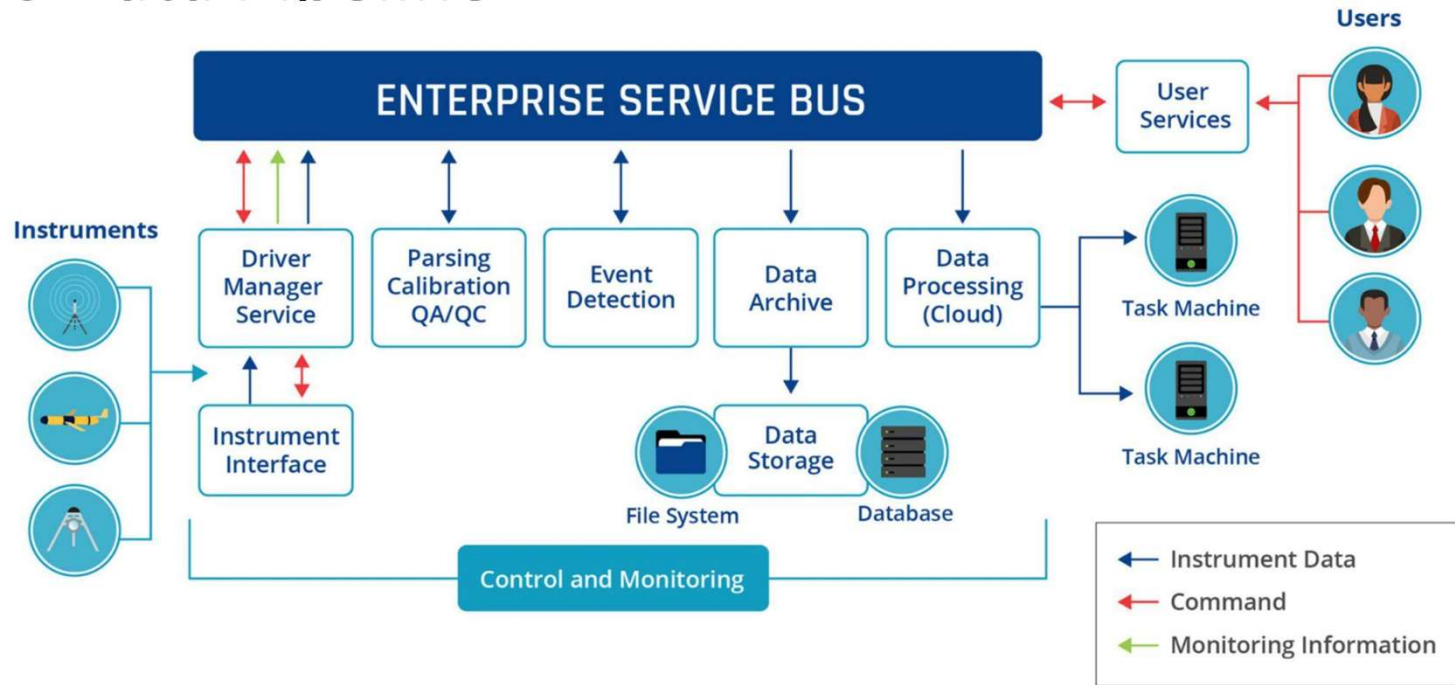 Users
ENTERPRISE SERVICE BUS
User
Services
Instruments
Driver
Manager
Service
Parsing
Calibration
QA/QC
Event
Detection
Data
Archive
Data
Processing
(Cloud)
Task Machine
Instrument
Interface
Data
Storage
Task Machine
File System
Database
Control and Monitoring
Instrument Data
Command
Monitoring Information